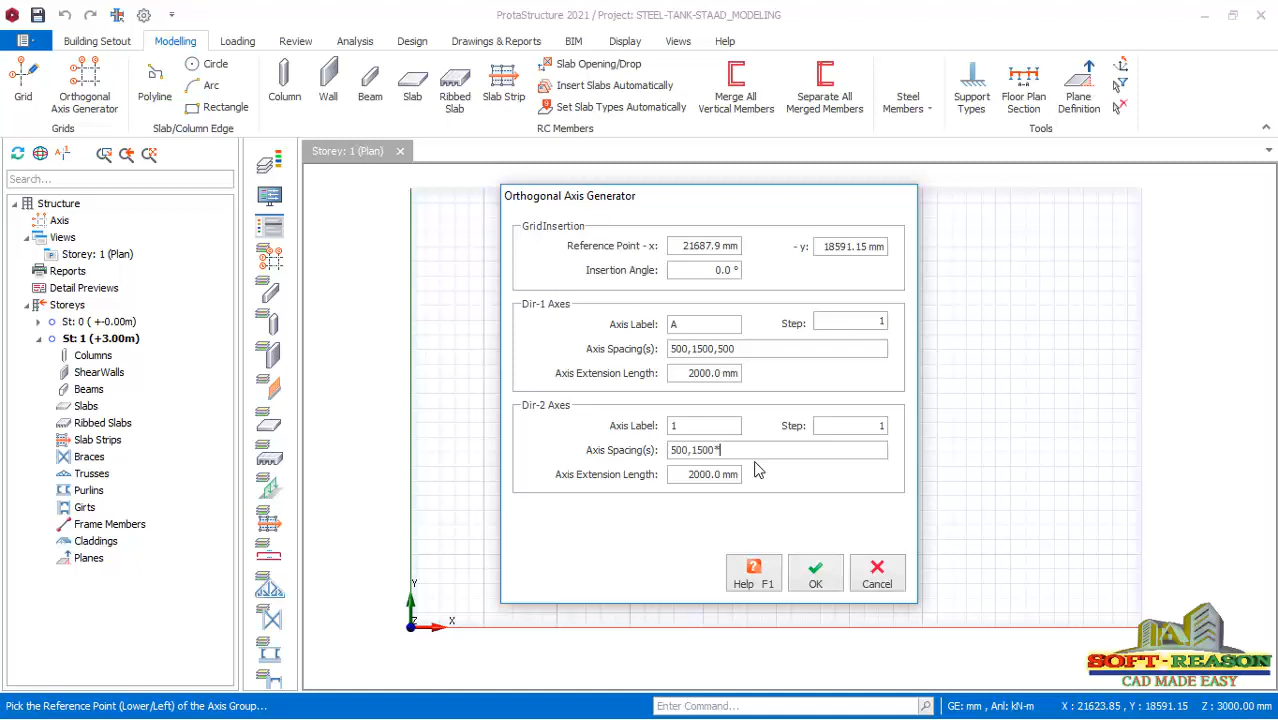 ProtaStructure 2021 / Project: STEEL-TANK-STAAD_MODELING
Building Setout Modelling Loading Review Analysis Design Drawings & Reports BIM Display Views Help
Grid
Orthogonal
Axis Generator
Grids
Polyline
Circle
Arc
Rectangle
Slab/Column Edge
Column
Wall
Beam
Slab
Ribbed
Slab
Slab Strip
Slab Opening/Drop
Insert Slabs Automatically
Set Slab Types Automatically
RC Members
Merge All
Vertical Members
Separate All
Merged Members
Steel
Members
Support
Types
Floor Plan
Section
Plane
Definition
Tools
Search...
Structure
Axis
Views
Storey: 1 (Plan)
Reports
Detail Previews
Storeys
St: 0 ( +-0.00m)
St: 1 (+3.00m)
Columns
ShearWalls
Beams
Slabs
Ribbed Slabs
Slab Strips
Braces
Trusses
Purlins
Girts
Frame Members
Claddings
Planes
Storey: 1 (Plan)
Orthogonal Axis Generator
GridInsertion
Reference Point - x: 21687.9 mm - y: 18591.15 mm
Insertion Angle: 0.0 °
Dir-1 Axes
Axis Label: A Step: 1
Axis Spacing(s): 500,1500,500
Axis Extension Length: 2000.0 mm
Dir-2 Axes
Axis Label: 1 Step: 1
Axis Spacing(s): 500,1500*
Axis Extension Length: 2000.0 mm
Help F1
OK
Cancel
Y
Z
X
SOFT-REASON
CAD MADE EASY
Pick the Reference Point (Lower/Left) of the Axis Group... Enter Command... GE: mm , Anl: kN-m X : 21623.85 , Y : 18591.15 Z : 3000.00 mm